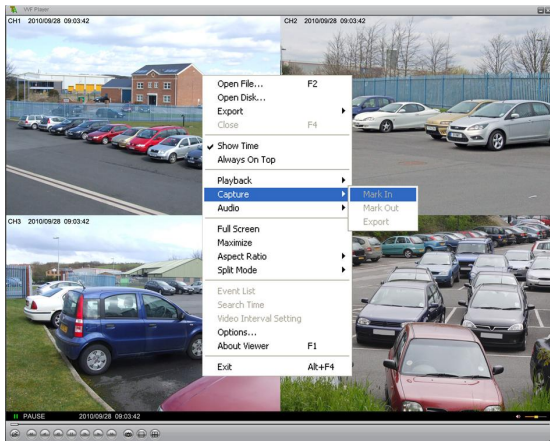 VVF Player
CH1 2010/09/28 09:03:42
CH2 2010/09/28 09:03:42
Open File... F2
Open Disk...
Export
Close F4
Show Time
Always On Top
Playback
Capture
Audio
Mark In
Mark Out
Export
CH3 2010/09/28 09:03:42
Full Screen
Maximize
Aspect Ratio
Split Mode
Event List
Search Time
Video Interval Setting
Options...
About Viewer F1
Exit Alt+F4
PAUSE 2010/09/28 09:03:42